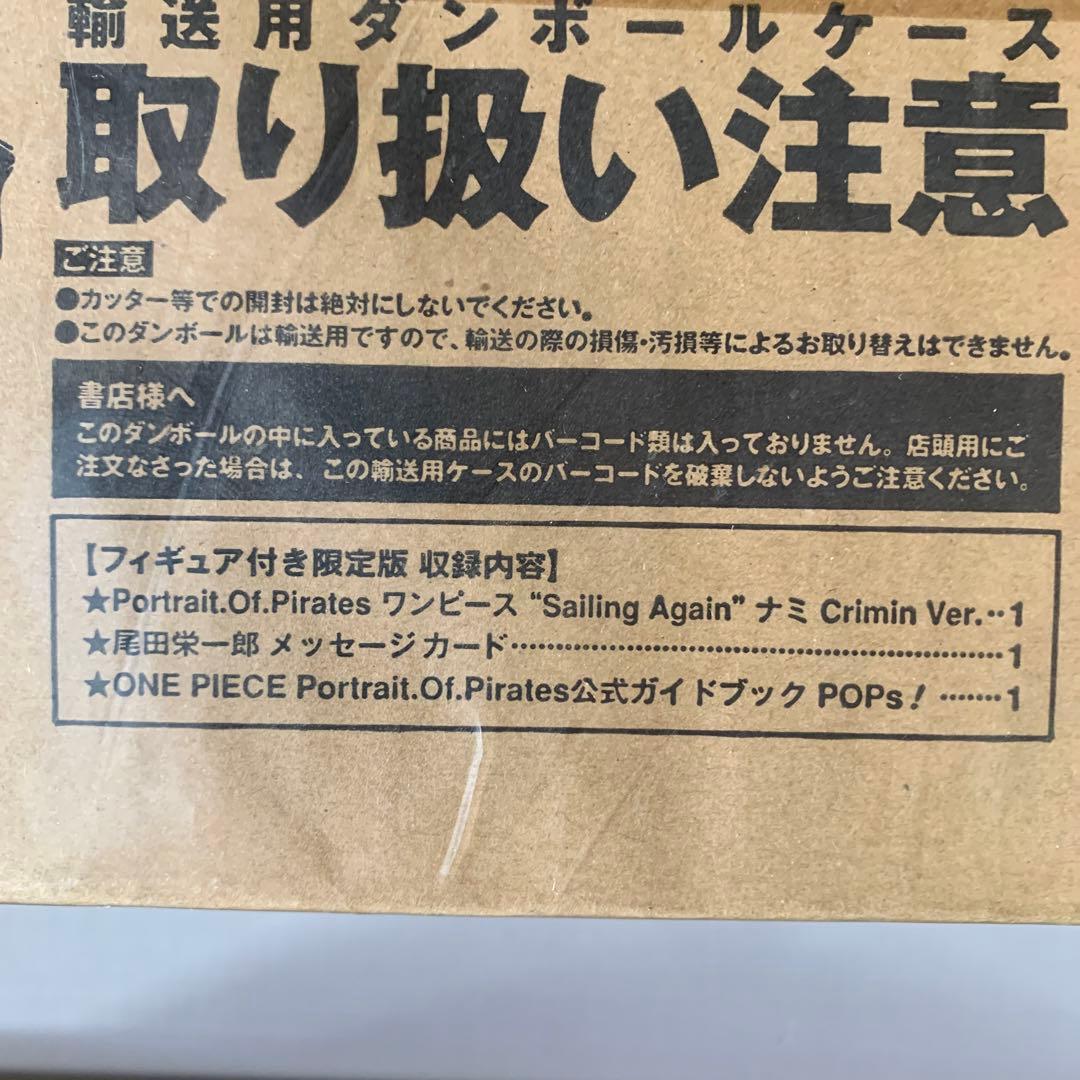 輸送用ダンボールケース
取り扱い注意
ご注意
●カッター等での開封は絶対にしないでください。
●このダンボールは輸送用ですので、輸送の際の損傷・汚損等によるお取り替えはできません。
書店様へ
このダンボールの中に入っている商品にはバーコード類は入っておりません。店頭用にご
注文なさった場合は、この輸送用ケースのバーコードを破棄しないようご注意ください。
【フィギュア付き限定版 収録内容】
★Portrait.Of.Pirates ワンピース “Sailing Again” ナミ Crimin Ver.‥1
★尾田栄一郎 メッセージカード……………………………………………1
★ONE PIECE Portrait.Of.Pirates公式ガイドブック POPs！ ……1